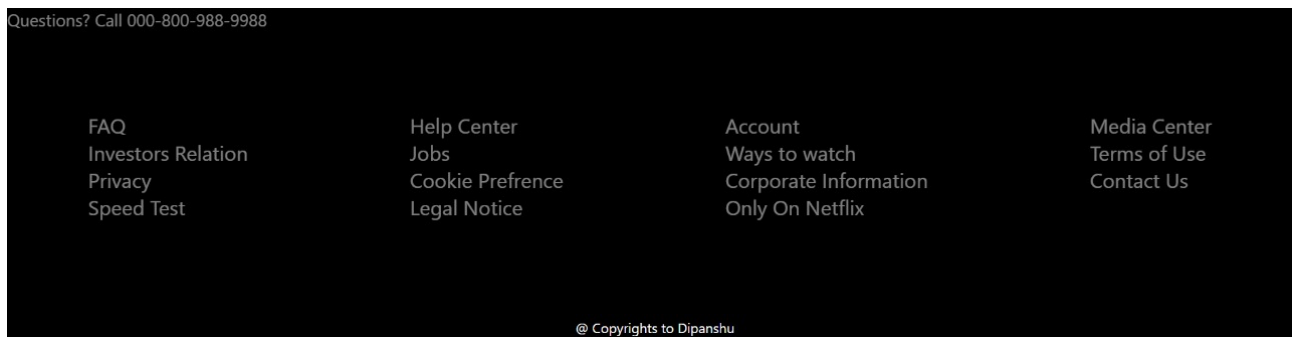 Questions? Call 000-800-988-9988
FAQ
Investors Relation
Privacy
Speed Test
Help Center
Jobs
Cookie Prefrence
Legal Notice
Account
Ways to watch
Corporate Information
Only On Netflix
Media Center
Terms of Use
Contact Us
@ Copyrights to Dipanshu